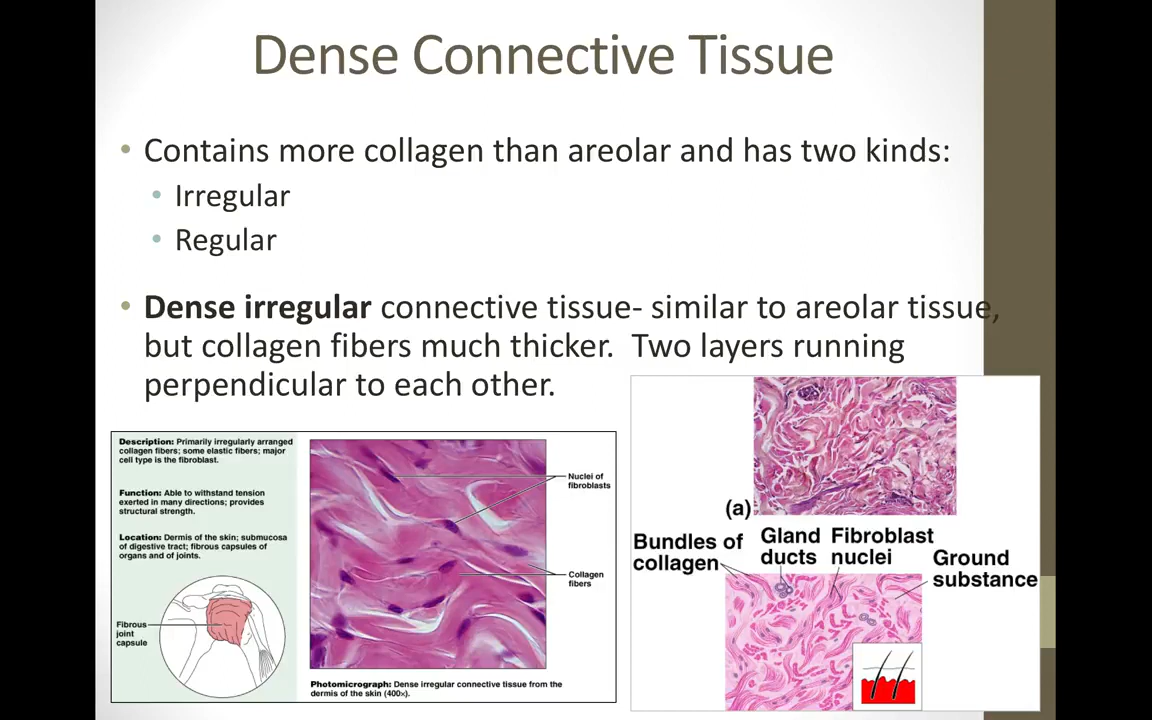 Dense Connective Tissue
• Contains more collagen than areolar and has two kinds:
• Irregular
• Regular
• Dense irregular connective tissue- similar to areolar tissue,
but collagen fibers much thicker.  Two layers running
perpendicular to each other.
Description: Primarily irregularly arranged
collagen fibers; some elastic fibers; major
cell type is the fibroblast.
Function: Able to withstand tension
exerted in many directions; provides
structural strength.
Location: Dermis of the skin; submucosa
of digestive tract; fibrous capsules of
organs and of joints.
Fibrous
joint
capsule
Nuclei of
fibroblasts
Collagen
fibers
Photomicrograph: Dense irregular connective tissue from the
dermis of the skin (400×).
(a)
Bundles of
collagen
Gland
ducts
Fibroblast
nuclei
Ground
substance